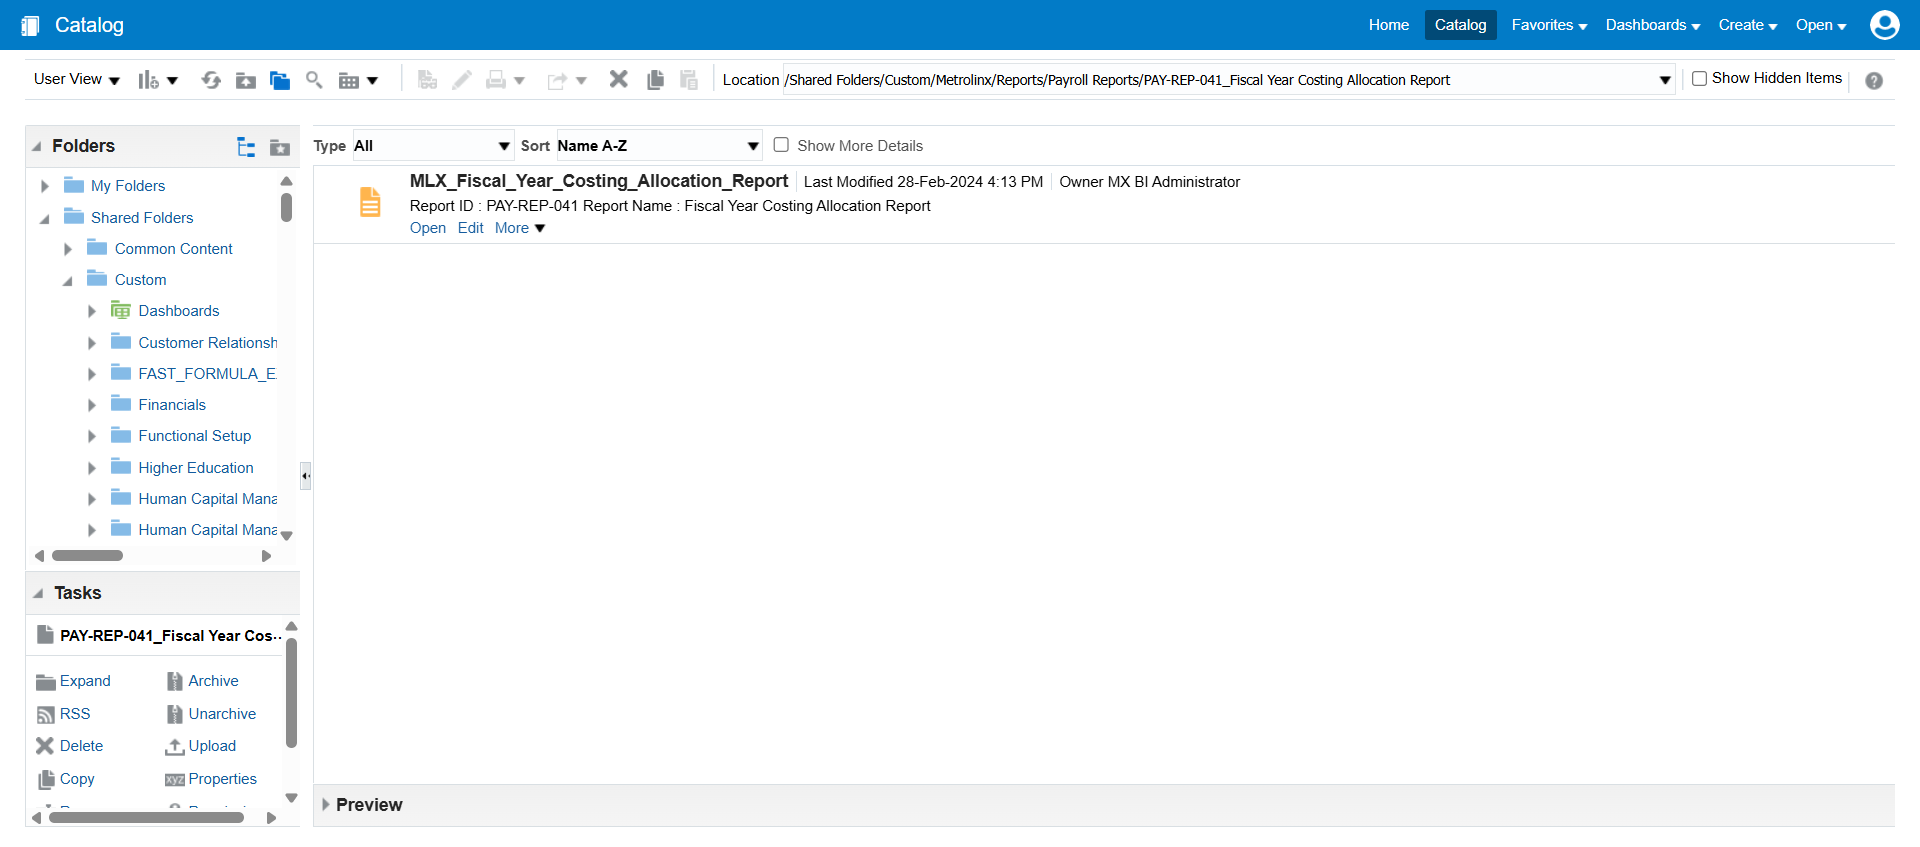 Catalog
Home Catalog Favorites Dashboards Create Open
User View
Location /Shared Folders/Custom/Metrolinx/Reports/Payroll Reports/PAY-REP-041_Fiscal Year Costing Allocation Report
Show Hidden Items
Folders
My Folders
Shared Folders
Common Content
Custom
Dashboards
Customer Relationsh
FAST_FORMULA_E
Financials
Functional Setup
Higher Education
Human Capital Mana
Human Capital Mana
Tasks
PAY-REP-041_Fiscal Year Cos...
Expand Archive
RSS Unarchive
Delete Upload
Copy xyz Properties
Type All Sort Name A-Z Show More Details
MLX_Fiscal_Year_Costing_Allocation_Report Last Modified 28-Feb-2024 4:13 PM Owner MX BI Administrator
Report ID : PAY-REP-041 Report Name : Fiscal Year Costing Allocation Report
Open Edit More
Preview